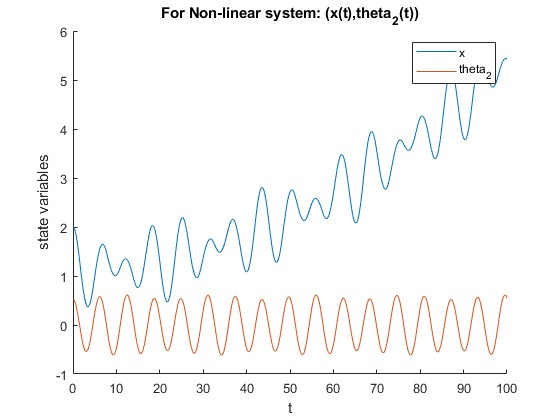 For Non-linear system: (x(t),theta2(t))
x
theta2
state variables
6
5
4
3
2
1
0
-1
0 10 20 30 40 50 60 70 80 90 100
t